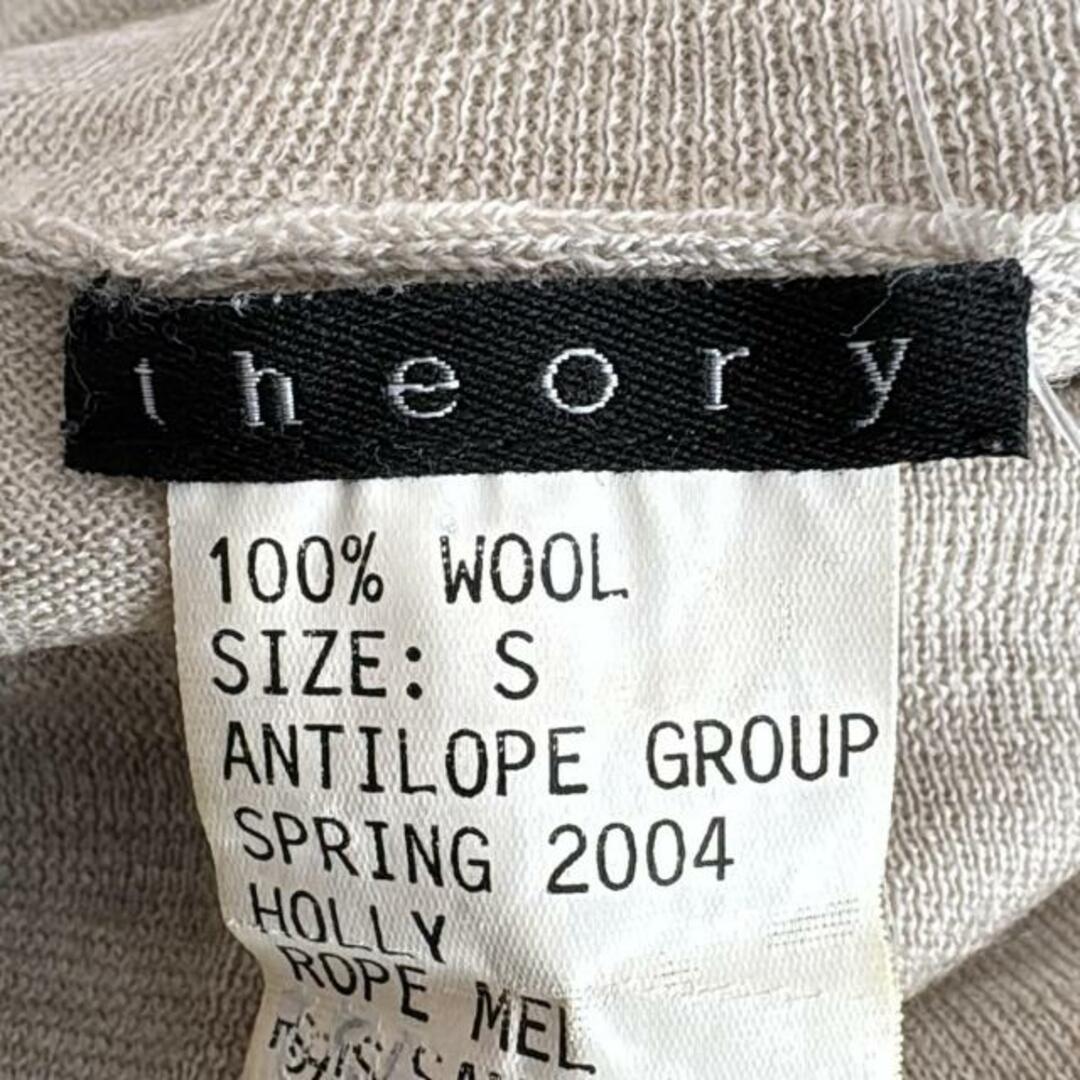 theory
100% WOOL
SIZE: S
ANTILOPE GROUP
SPRING 2004
HOLLY
ROPE MEL